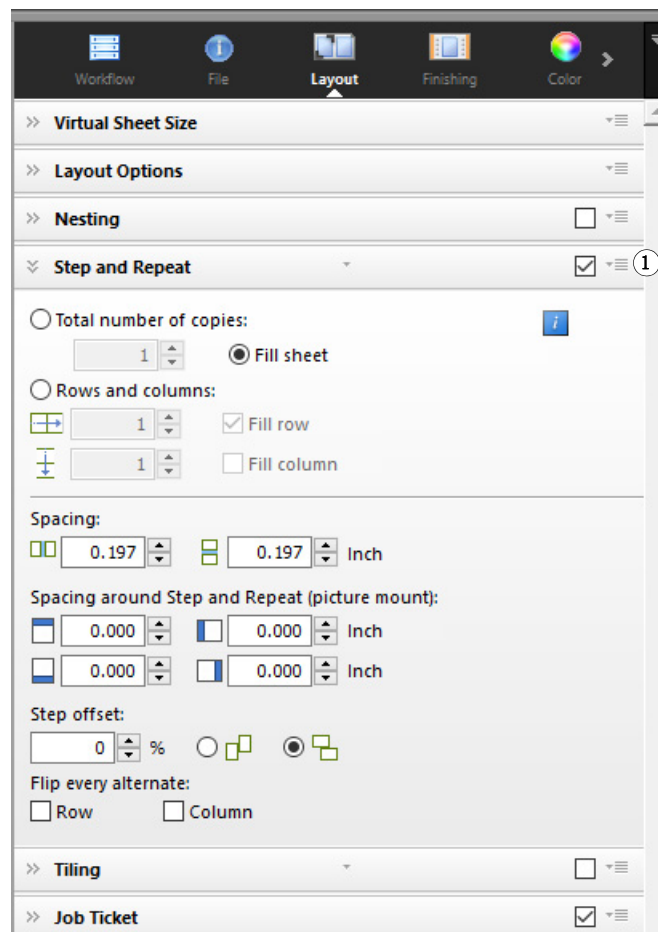 Workflow File Layout Finishing Color
Virtual Sheet Size
Layout Options
Nesting
Step and Repeat 1
Total number of copies:
1 Fill sheet
Rows and columns:
1 Fill row
1 Fill column
Spacing:
0.197 0.197 Inch
Spacing around Step and Repeat (picture mount):
0.000 0.000 Inch
0.000 0.000 Inch
Step offset:
0 %
Flip every alternate:
Row Column
Tiling
Job Ticket